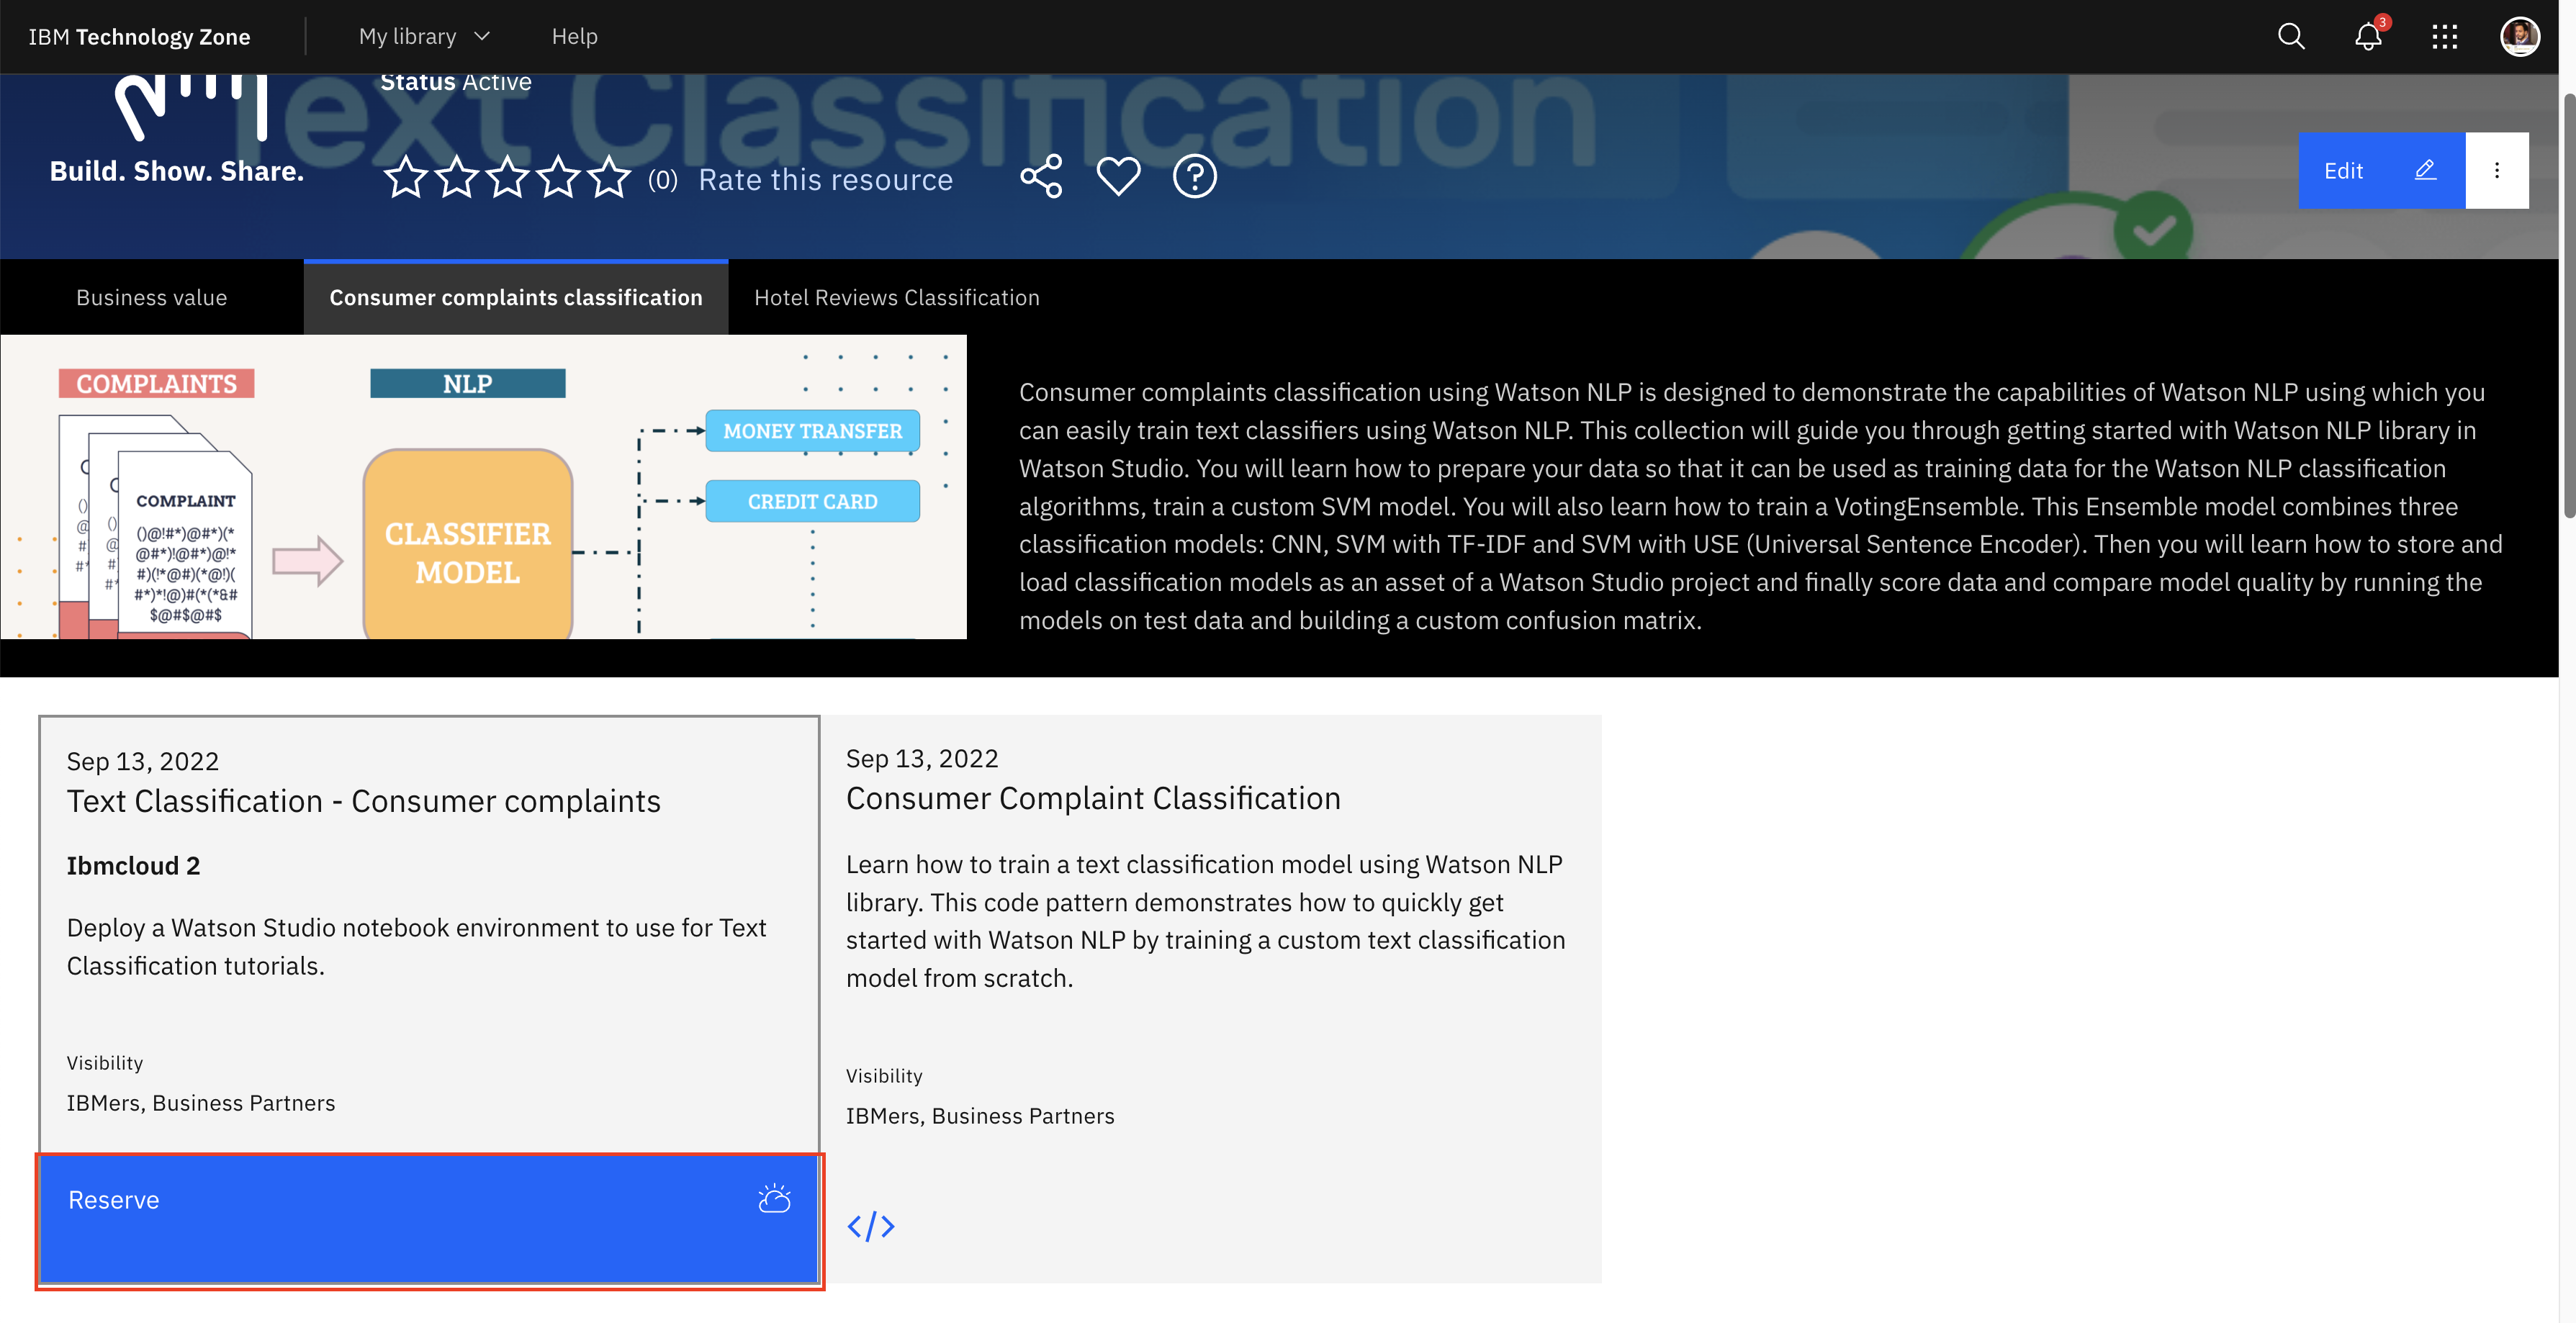 IBM Technology Zone
My library
Help
3
Text Classification
Status Active
Build. Show. Share.
(0) Rate this resource
Edit
Business value
Consumer complaints classification
Hotel Reviews Classification
COMPLAINTS
NLP
COMPLAINT
()@!#*)@#*)(*
@#*)!@#*)@!*
#)(!*@#)(*@!)(
#*)*!@)#(*(*&#
$@#$@#$
CLASSIFIER
MODEL
MONEY TRANSFER
CREDIT CARD
Consumer complaints classification using Watson NLP is designed to demonstrate the capabilities of Watson NLP using which you
can easily train text classifiers using Watson NLP. This collection will guide you through getting started with Watson NLP library in
Watson Studio. You will learn how to prepare your data so that it can be used as training data for the Watson NLP classification
algorithms, train a custom SVM model. You will also learn how to train a VotingEnsemble. This Ensemble model combines three
classification models: CNN, SVM with TF-IDF and SVM with USE (Universal Sentence Encoder). Then you will learn how to store and
load classification models as an asset of a Watson Studio project and finally score data and compare model quality by running the
models on test data and building a custom confusion matrix.
Sep 13, 2022
Text Classification - Consumer complaints
Ibmcloud 2
Deploy a Watson Studio notebook environment to use for Text
Classification tutorials.
Visibility
IBMers, Business Partners
Reserve
Sep 13, 2022
Consumer Complaint Classification
Learn how to train a text classification model using Watson NLP
library. This code pattern demonstrates how to quickly get
started with Watson NLP by training a custom text classification
model from scratch.
Visibility
IBMers, Business Partners
</>